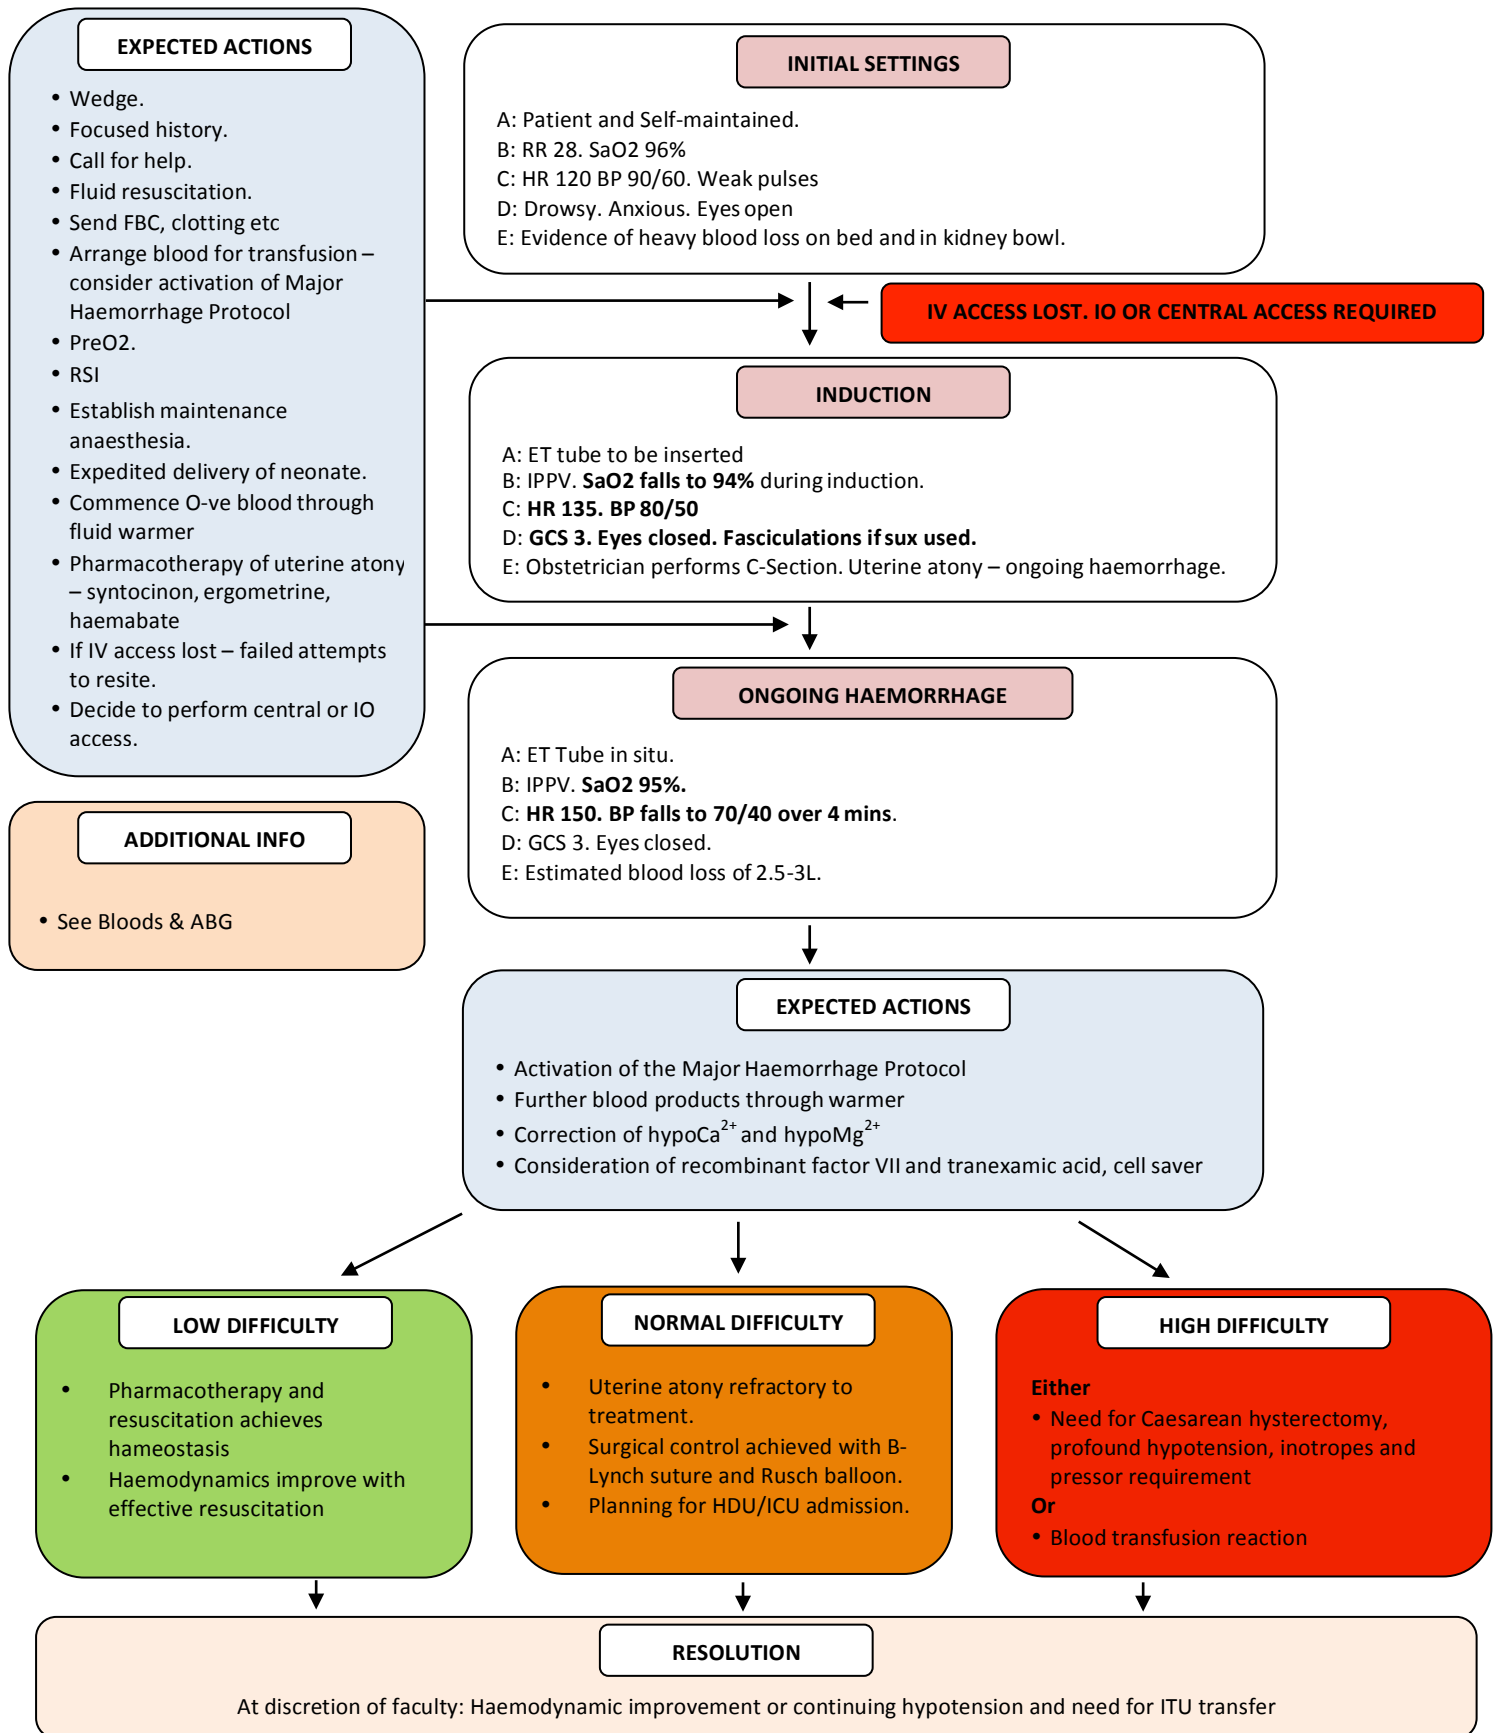 EXPECTED ACTIONS
• Wedge.
• Focused history.
• Call for help.
• Fluid resuscitation.
• Send FBC, clotting etc
• Arrange blood for transfusion –
consider activation of Major
Haemorrhage Protocol
• PreO2.
• RSI
• Establish maintenance
anaesthesia.
• Expedited delivery of neonate.
• Commence O-ve blood through
fluid warmer
• Pharmacotherapy of uterine atony
– syntocinon, ergometrine,
haemabate
• If IV access lost – failed attempts
to resite.
• Decide to perform central or IO
access.
ADDITIONAL INFO
• See Bloods & ABG
INITIAL SETTINGS
A: Patient and Self-maintained.
B: RR 28. SaO2 96%
C: HR 120 BP 90/60. Weak pulses
D: Drowsy. Anxious. Eyes open
E: Evidence of heavy blood loss on bed and in kidney bowl.
IV ACCESS LOST. IO OR CENTRAL ACCESS REQUIRED
INDUCTION
A: ET tube to be inserted
B: IPPV. SaO2 falls to 94% during induction.
C: HR 135. BP 80/50
D: GCS 3. Eyes closed. Fasciculations if sux used.
E: Obstetrician performs C-Section. Uterine atony – ongoing haemorrhage.
ONGOING HAEMORRHAGE
A: ET Tube in situ.
B: IPPV. SaO2 95%.
C: HR 150. BP falls to 70/40 over 4 mins.
D: GCS 3. Eyes closed.
E: Estimated blood loss of 2.5-3L.
EXPECTED ACTIONS
• Activation of the Major Haemorrhage Protocol
• Further blood products through warmer
• Correction of hypoCa2+ and hypoMg2+
• Consideration of recombinant factor VII and tranexamic acid, cell saver
LOW DIFFICULTY
• Pharmacotherapy and
resuscitation achieves
hameostasis
• Haemodynamics improve with
effective resuscitation
NORMAL DIFFICULTY
• Uterine atony refractory to
treatment.
• Surgical control achieved with B-
Lynch suture and Rusch balloon.
• Planning for HDU/ICU admission.
HIGH DIFFICULTY
Either
• Need for Caesarean hysterectomy,
profound hypotension, inotropes and
pressor requirement
Or
• Blood transfusion reaction
RESOLUTION
At discretion of faculty: Haemodynamic improvement or continuing hypotension and need for ITU transfer